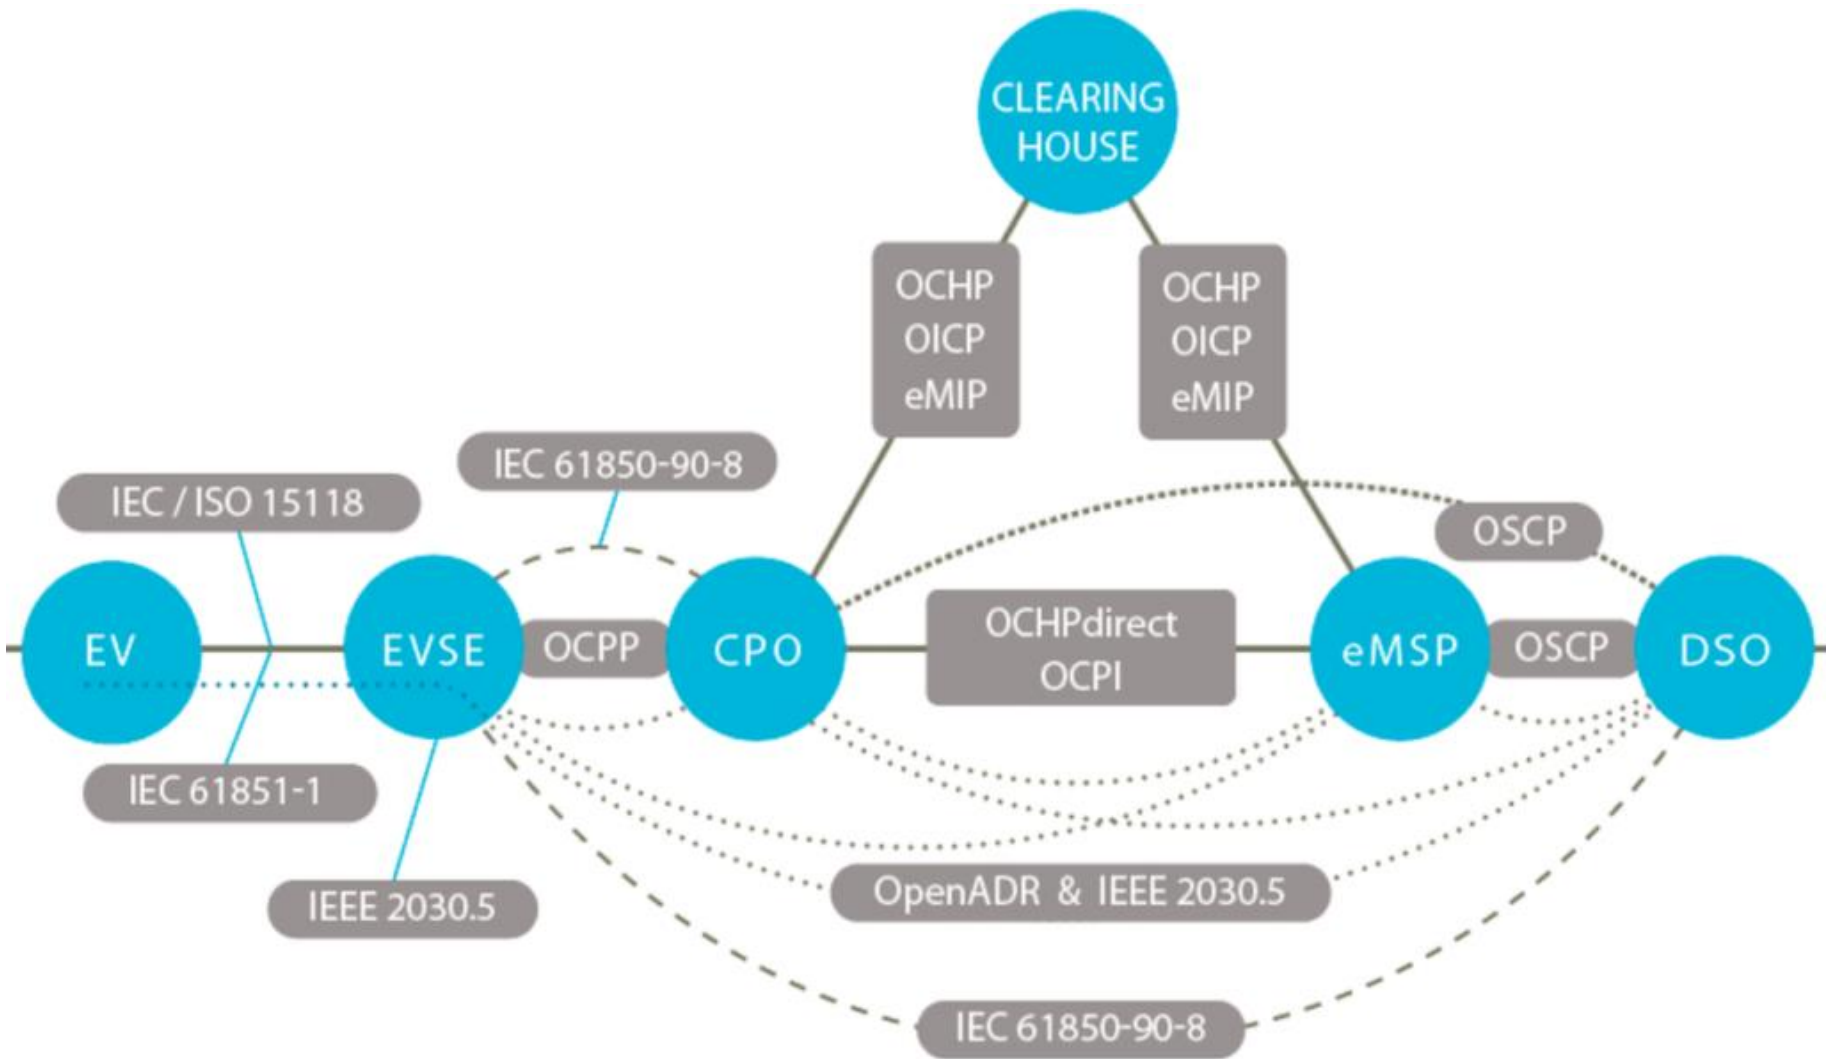 CLEARING
HOUSE
OCHP
OICP
eMIP
OCHP
OICP
eMIP
IEC 61850-90-8
IEC / ISO 15118
OSCP
EV
EVSE
OCPP
CPO
OCHPdirect
OCPI
eMSP
OSCP
DSO
IEC 61851-1
IEEE 2030.5
OpenADR & IEEE 2030.5
IEC 61850-90-8